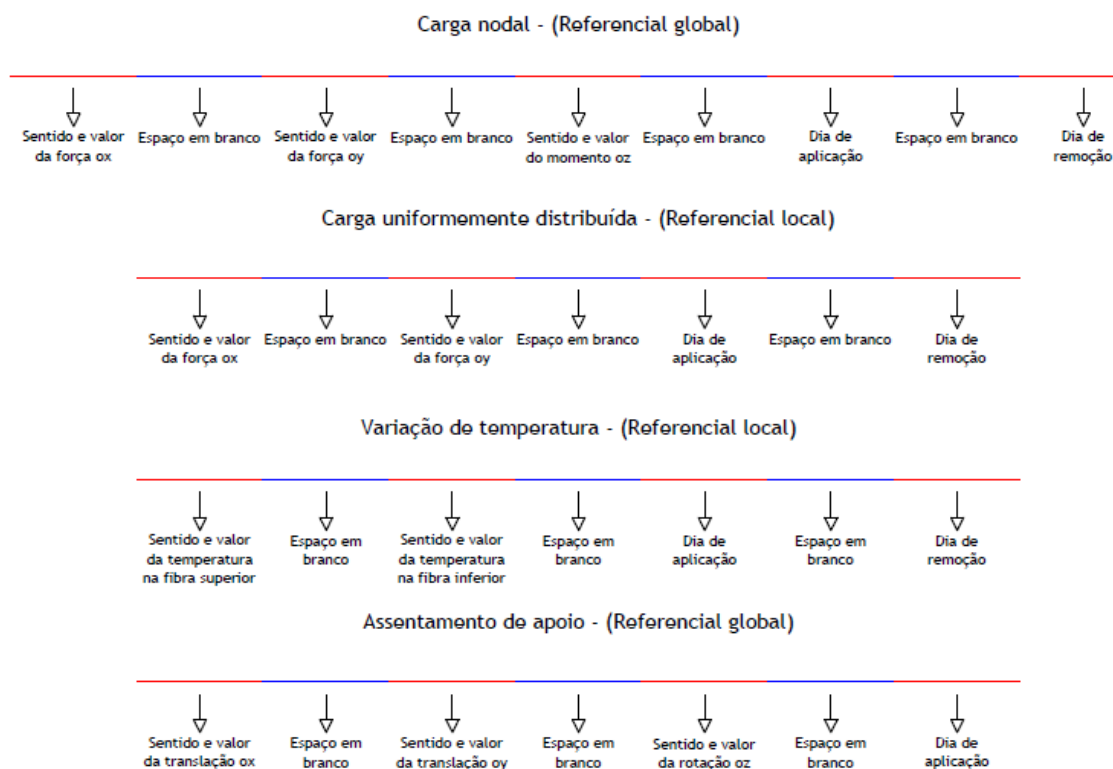 Carga nodal - (Referencial global)
Sentido e valor
da força ox
Espaço em branco
Sentido e valor
da força oy
Espaço em branco
Sentido e valor
do momento oz
Espaço em branco
Dia de
aplicação
Espaço em branco
Dia de
remoção
Carga uniformemente distribuída - (Referencial local)
Sentido e valor
da força ox
Espaço em branco
Sentido e valor
da força oy
Espaço em branco
Dia de
aplicação
Espaço em branco
Dia de
remoção
Variação de temperatura - (Referencial local)
Sentido e valor
da temperatura
na fibra superior
Espaço em
branco
Sentido e valor
da temperatura
na fibra inferior
Espaço em
branco
Dia de
aplicação
Espaço em
branco
Dia de
remoção
Assentamento de apoio - (Referencial global)
Sentido e valor
da translação ox
Espaço em
branco
Sentido e valor
da translação oy
Espaço em
branco
Sentido e valor
da rotação oz
Espaço em
branco
Dia de
aplicação